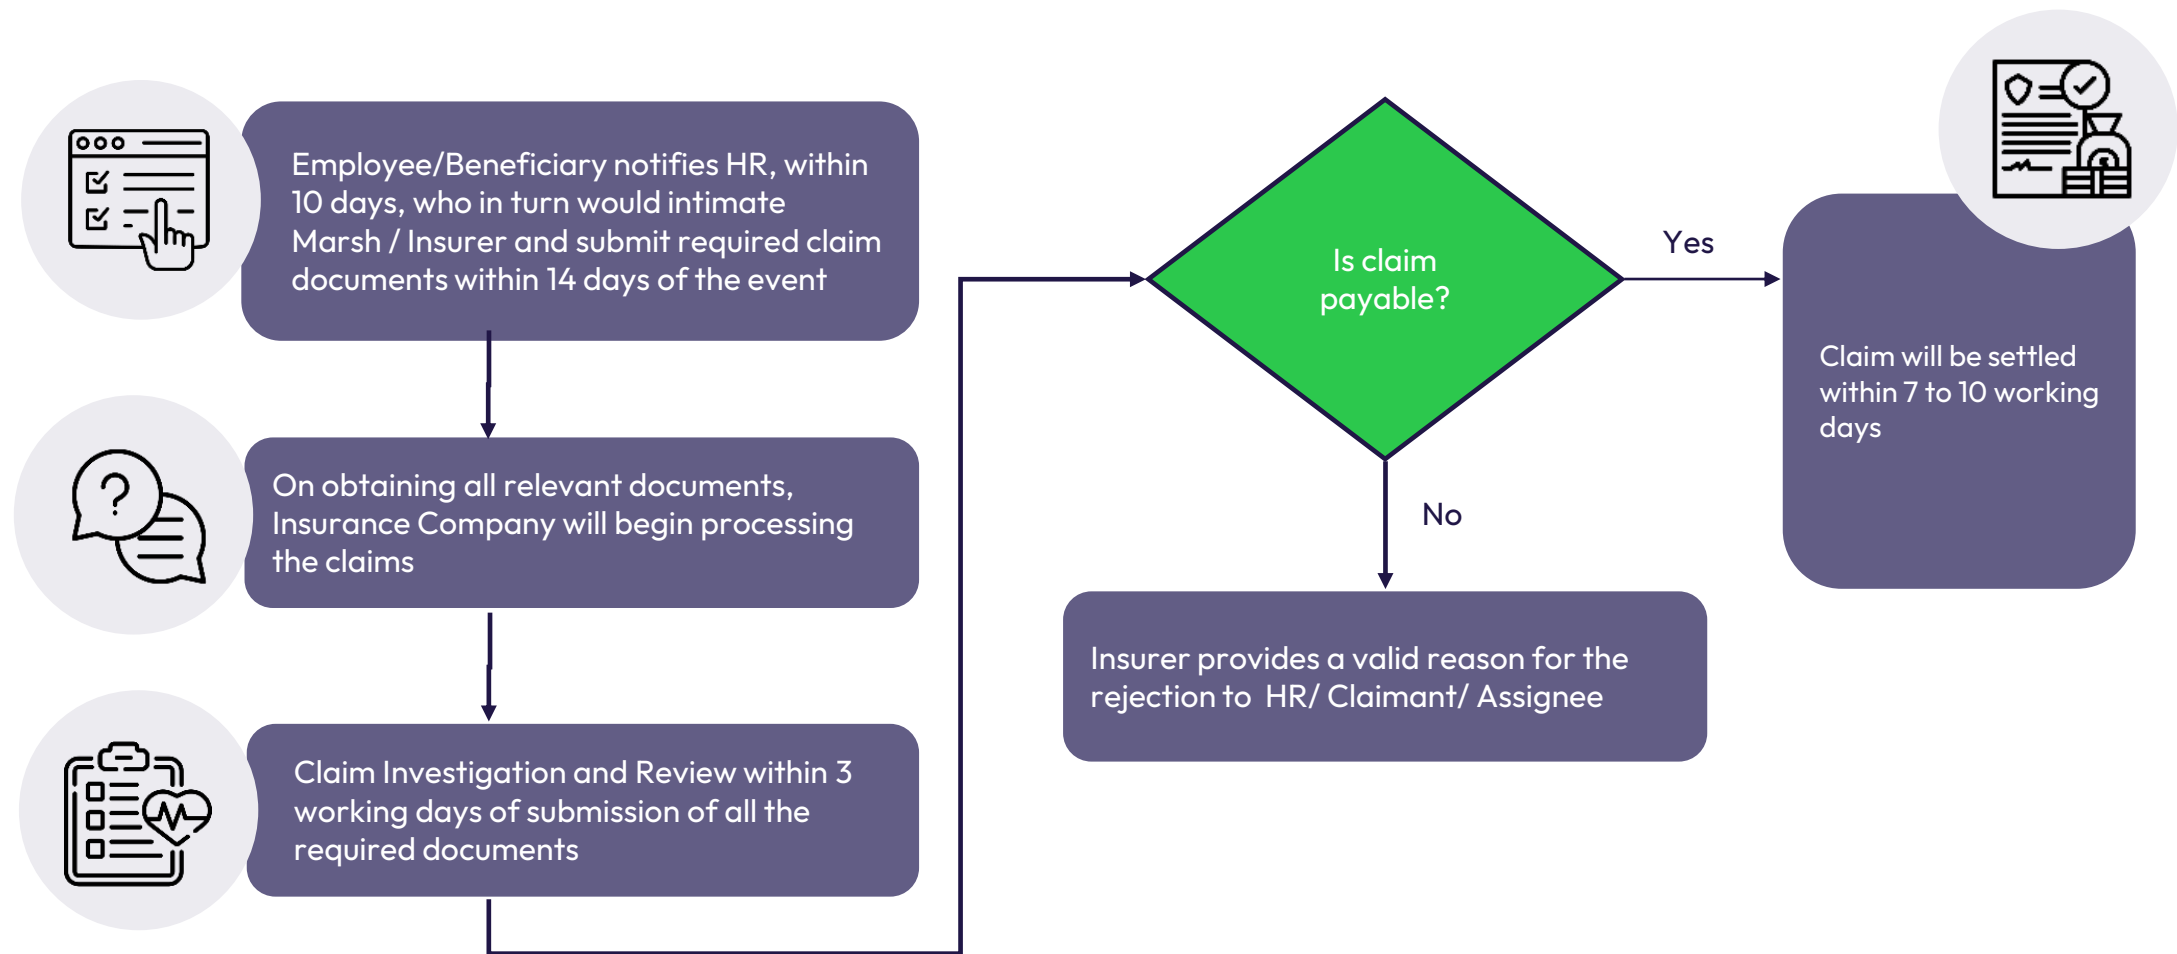 Employee/Beneficiary notifies HR, within
10 days, who in turn would intimate
Marsh / Insurer and submit required claim
documents within 14 days of the event
On obtaining all relevant documents,
Insurance Company will begin processing
the claims
Claim Investigation and Review within 3
working days of submission of all the
required documents
Is claim
payable?
Yes
No
Claim will be settled
within 7 to 10 working
days
Insurer provides a valid reason for the
rejection to  HR/ Claimant/ Assignee